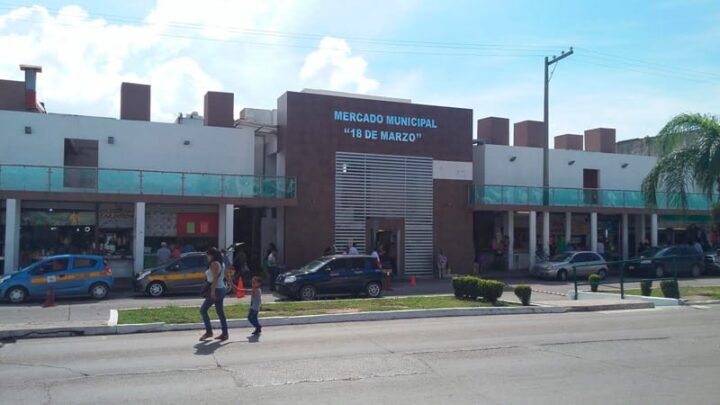 MERCADO MUNICIPAL
“18 DE MARZO”